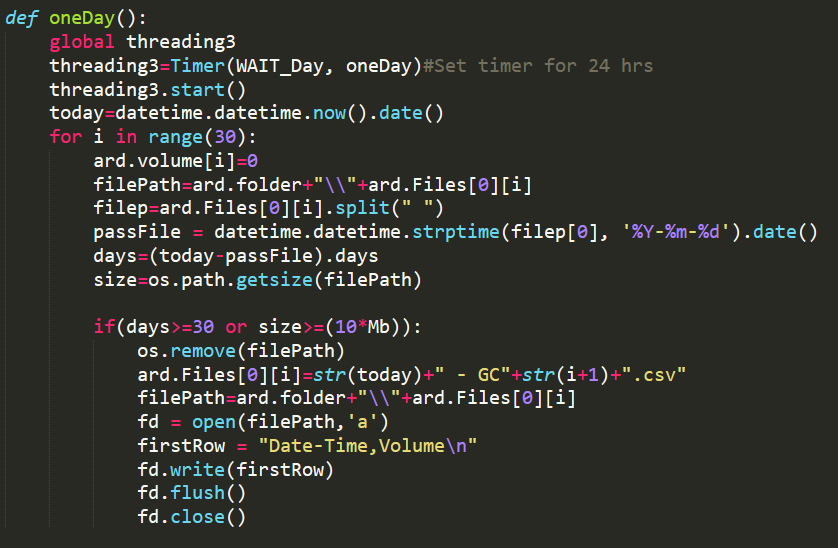 def oneDay():
    global threading3
    threading3=Timer(WAIT_Day, oneDay)#Set timer for 24 hrs
    threading3.start()
    today=datetime.datetime.now().date()
    for i in range(30):
        ard.volume[i]=0
        filePath=ard.folder+"\\"+ard.Files[0][i]
        filep=ard.Files[0][i].split(" ")
        passFile = datetime.datetime.strptime(filep[0], '%Y-%m-%d').date()
        days=(today-passFile).days
        size=os.path.getsize(filePath)

        if(days>=30 or size>=(10*Mb)):
            os.remove(filePath)
            ard.Files[0][i]=str(today)+" - GC"+str(i+1)+".csv"
            filePath=ard.folder+"\\"+ard.Files[0][i]
            fd = open(filePath,'a')
            firstRow = "Date-Time,Volume\n"
            fd.write(firstRow)
            fd.flush()
            fd.close()